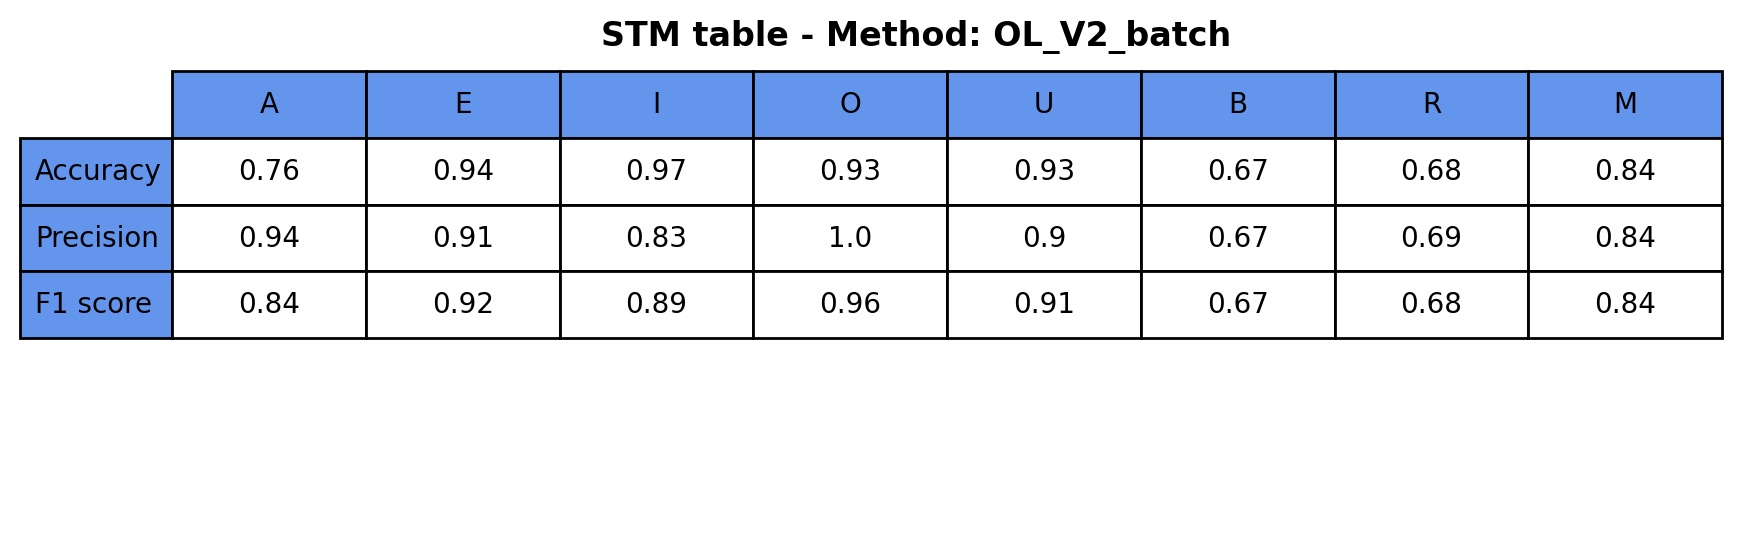 STM table - Method: OL_V2_batch
A E I O U B R M
Accuracy 0.76 0.94 0.97 0.93 0.93 0.67 0.68 0.84
Precision 0.94 0.91 0.83 1.0 0.9 0.67 0.69 0.84
F1 score 0.84 0.92 0.89 0.96 0.91 0.67 0.68 0.84